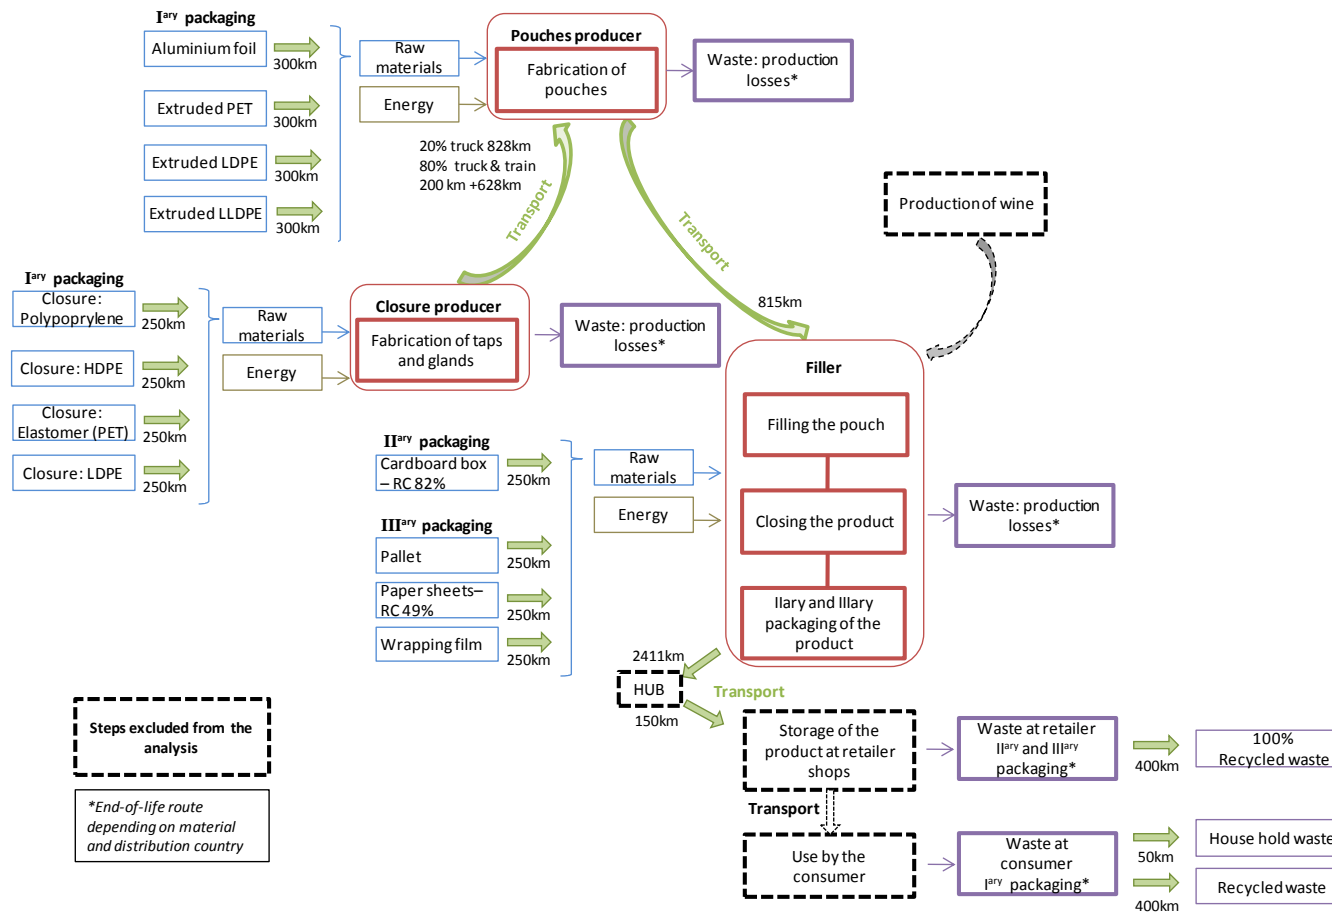 Iary packaging
Aluminium foil
300km
Extruded PET
300km
Extruded LDPE
300km
Extruded LLDPE
300km
Raw
materials
Energy
Pouches producer
Fabrication of
pouches
Waste: production
losses*
20% truck 828km
80% truck & train
200 km +628km
Transport
Transport
815km
Production of wine
Iary packaging
Closure:
Polypoprylene
250km
Closure: HDPE
250km
Closure:
Elastomer (PET)
250km
Closure: LDPE
250km
Raw
materials
Energy
Closure producer
Fabrication of taps
and glands
Waste: production
losses*
Filler
Filling the pouch
Closing the product
IIary and IIIary
packaging of the
product
Waste: production
losses*
IIary packaging
Cardboard box
– RC 82%
250km
IIIary packaging
Pallet
250km
Paper sheets–
RC 49%
250km
Wrapping film
250km
Raw
materials
Energy
2411km
HUB
150km
Transport
Storage of the
product at retailer
shops
Waste at retailer
IIary and IIIary
packaging*
400km
100%
Recycled waste
Transport
Use by the
consumer
Waste at
consumer
Iary packaging*
50km
House hold waste
400km
Recycled waste
Steps excluded from the
analysis
*End-of-life route
depending on material
and distribution country